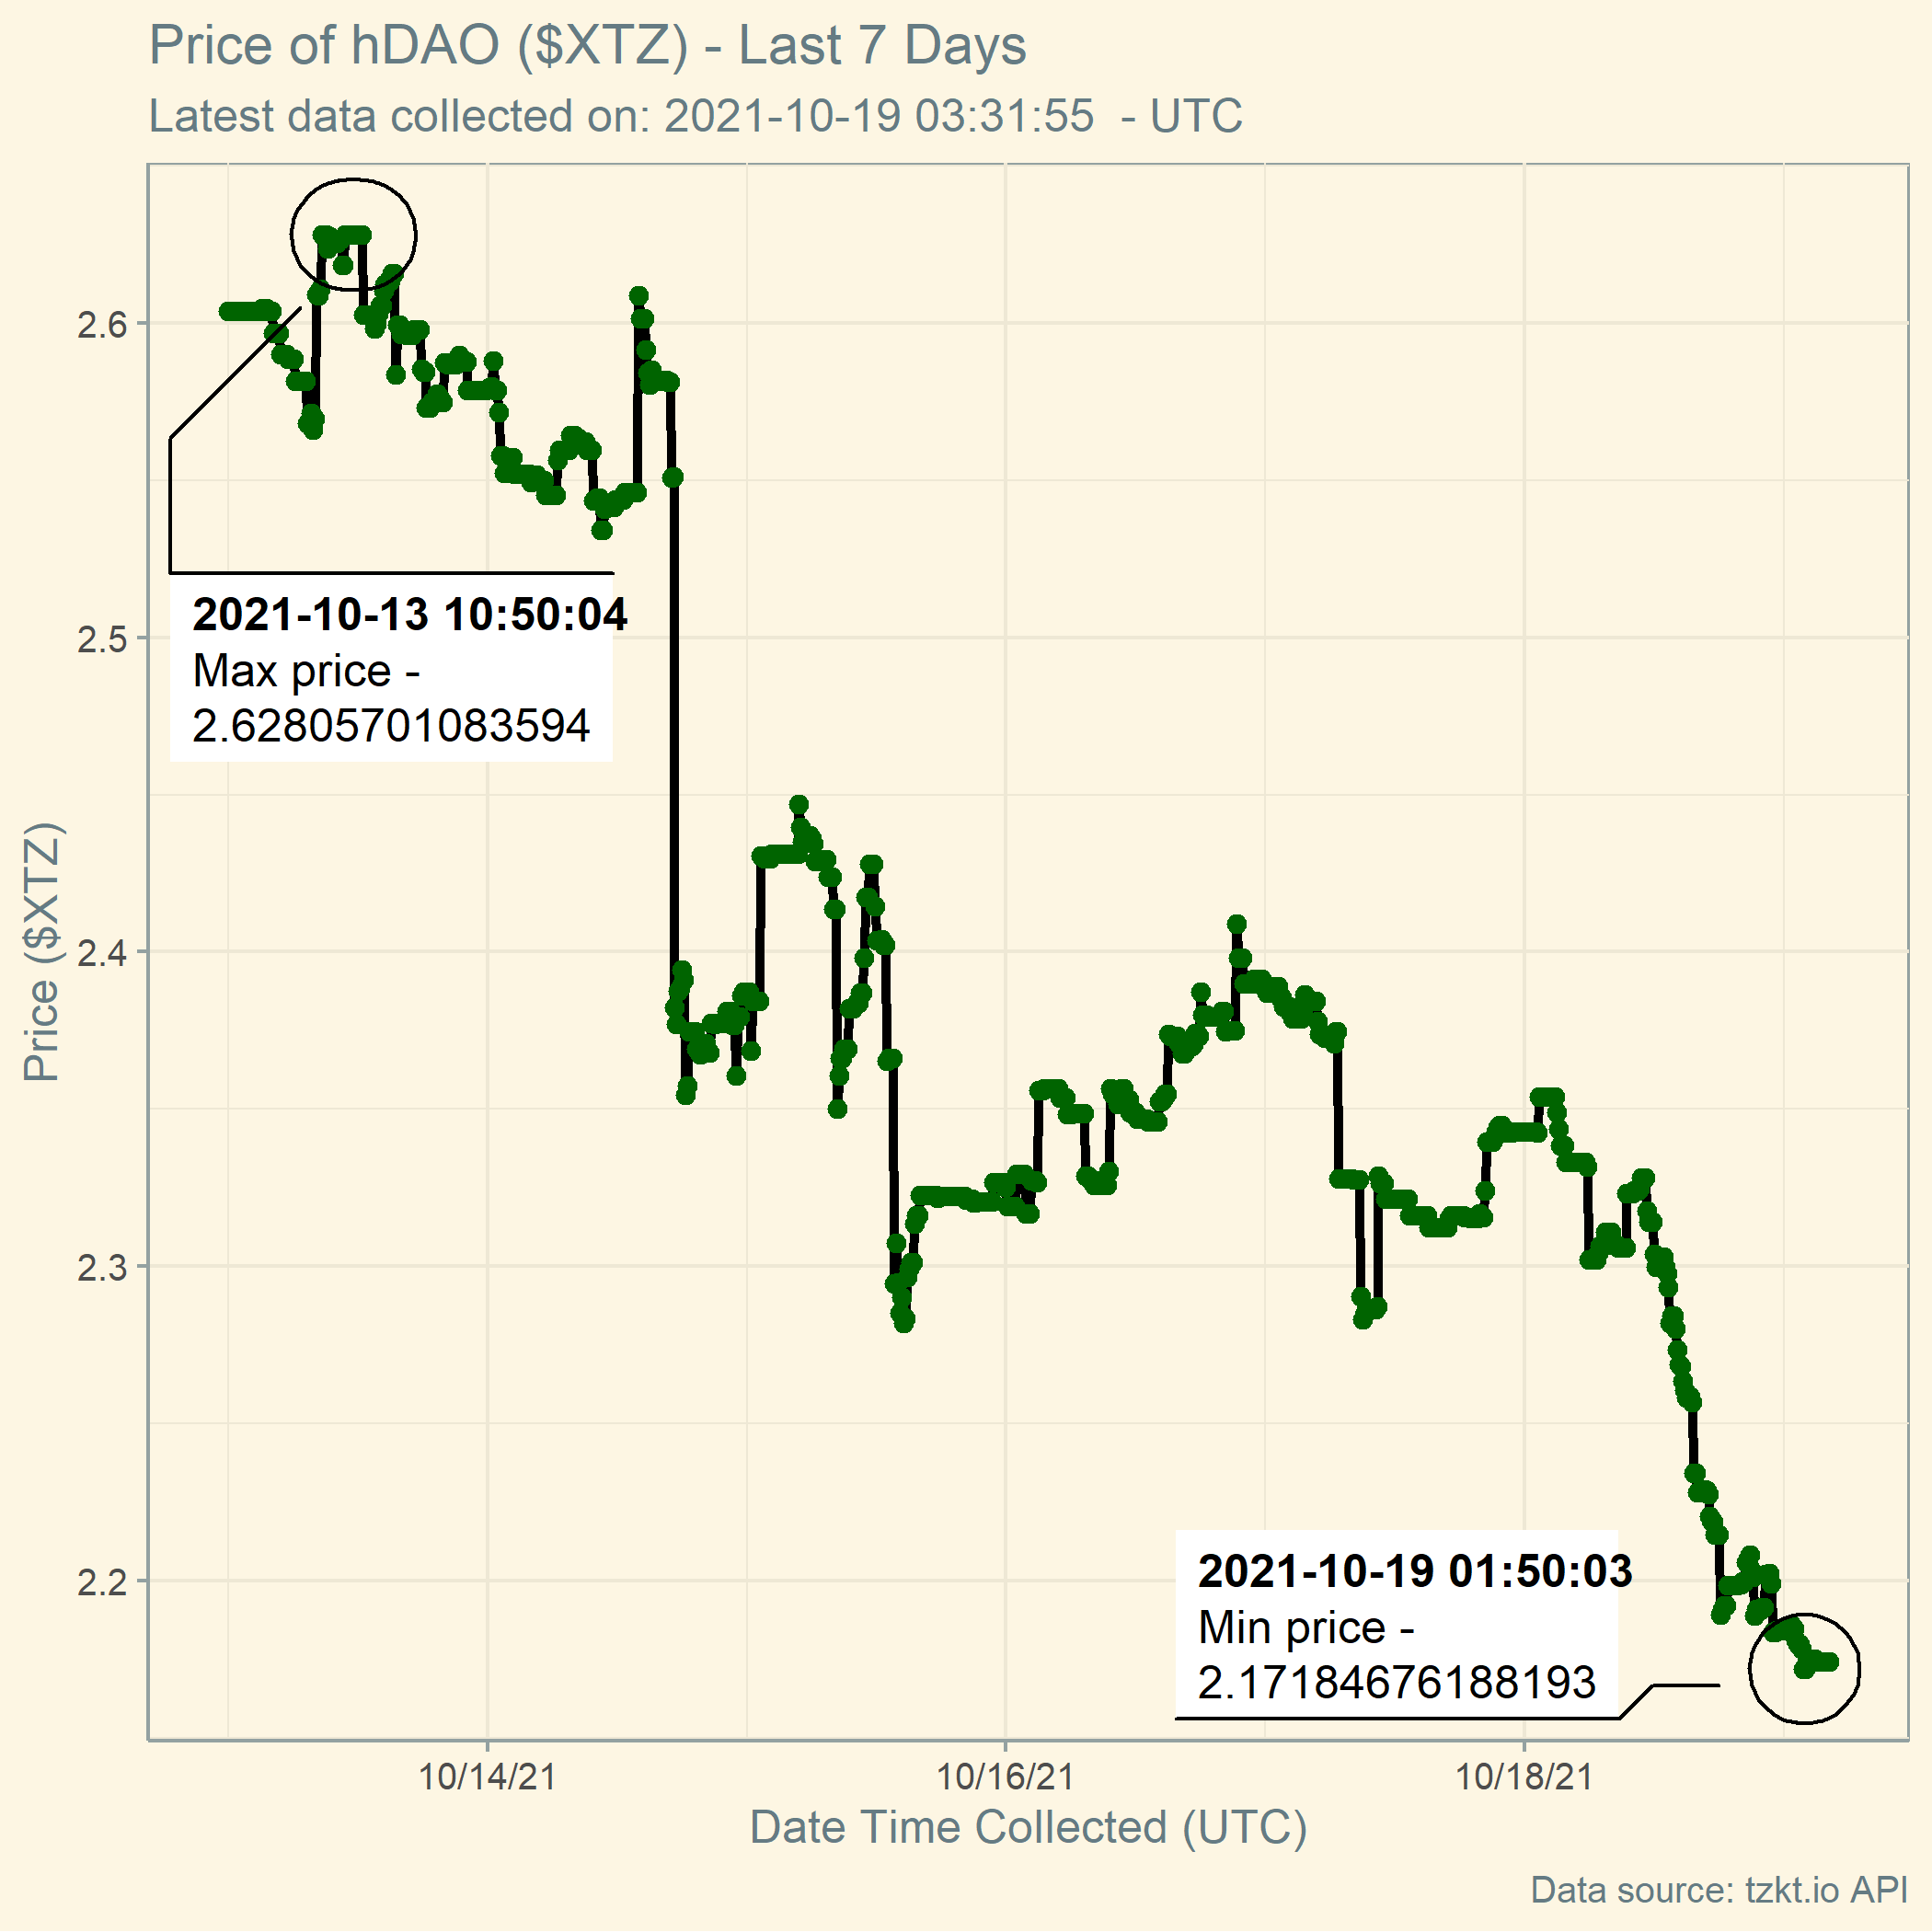 Price of hDAO ($XTZ) - Last 7 Days
Latest data collected on: 2021-10-19 03:31:55  - UTC
2.6
2.5
2.4
2.3
2.2
Price ($XTZ)
2021-10-13 10:50:04
Max price -
2.62805701083594
2021-10-19 01:50:03
Min price -
2.17184676188193
10/14/21
10/16/21
10/18/21
Date Time Collected (UTC)
Data source: tzkt.io API